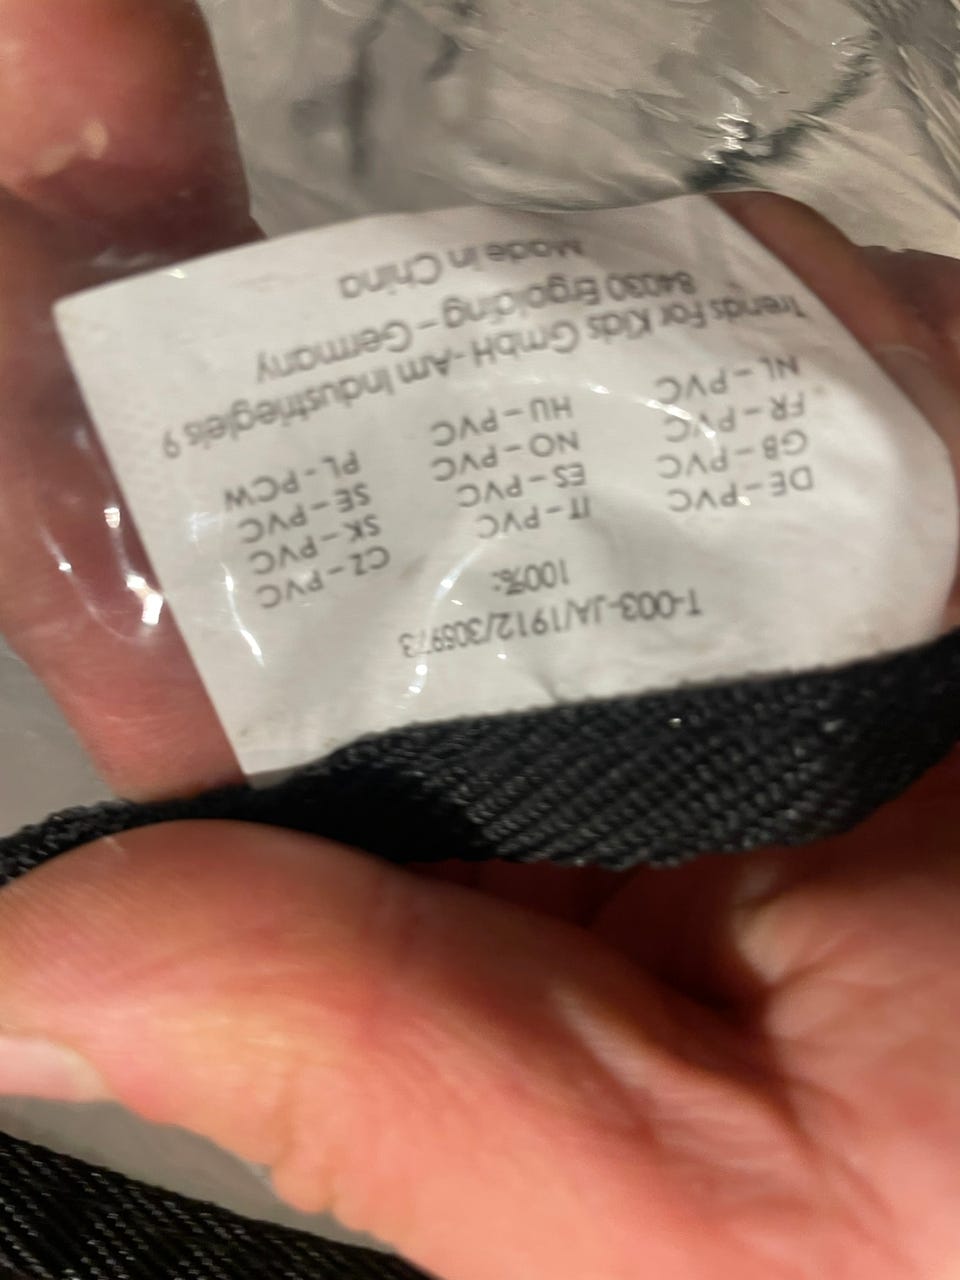 T-003-JA/1912/305973
100%:
DE - PVC IT - PVC CZ - PVC
GB - PVC ES - PVC SK - PVC
FR - PVC NO - PVC SE - PVC
NL - PVC HU - PVC PL - PCW
Trends For Kids GmbH - Am Industriegleis 9
84030 Ergolding – Germany
Made in China